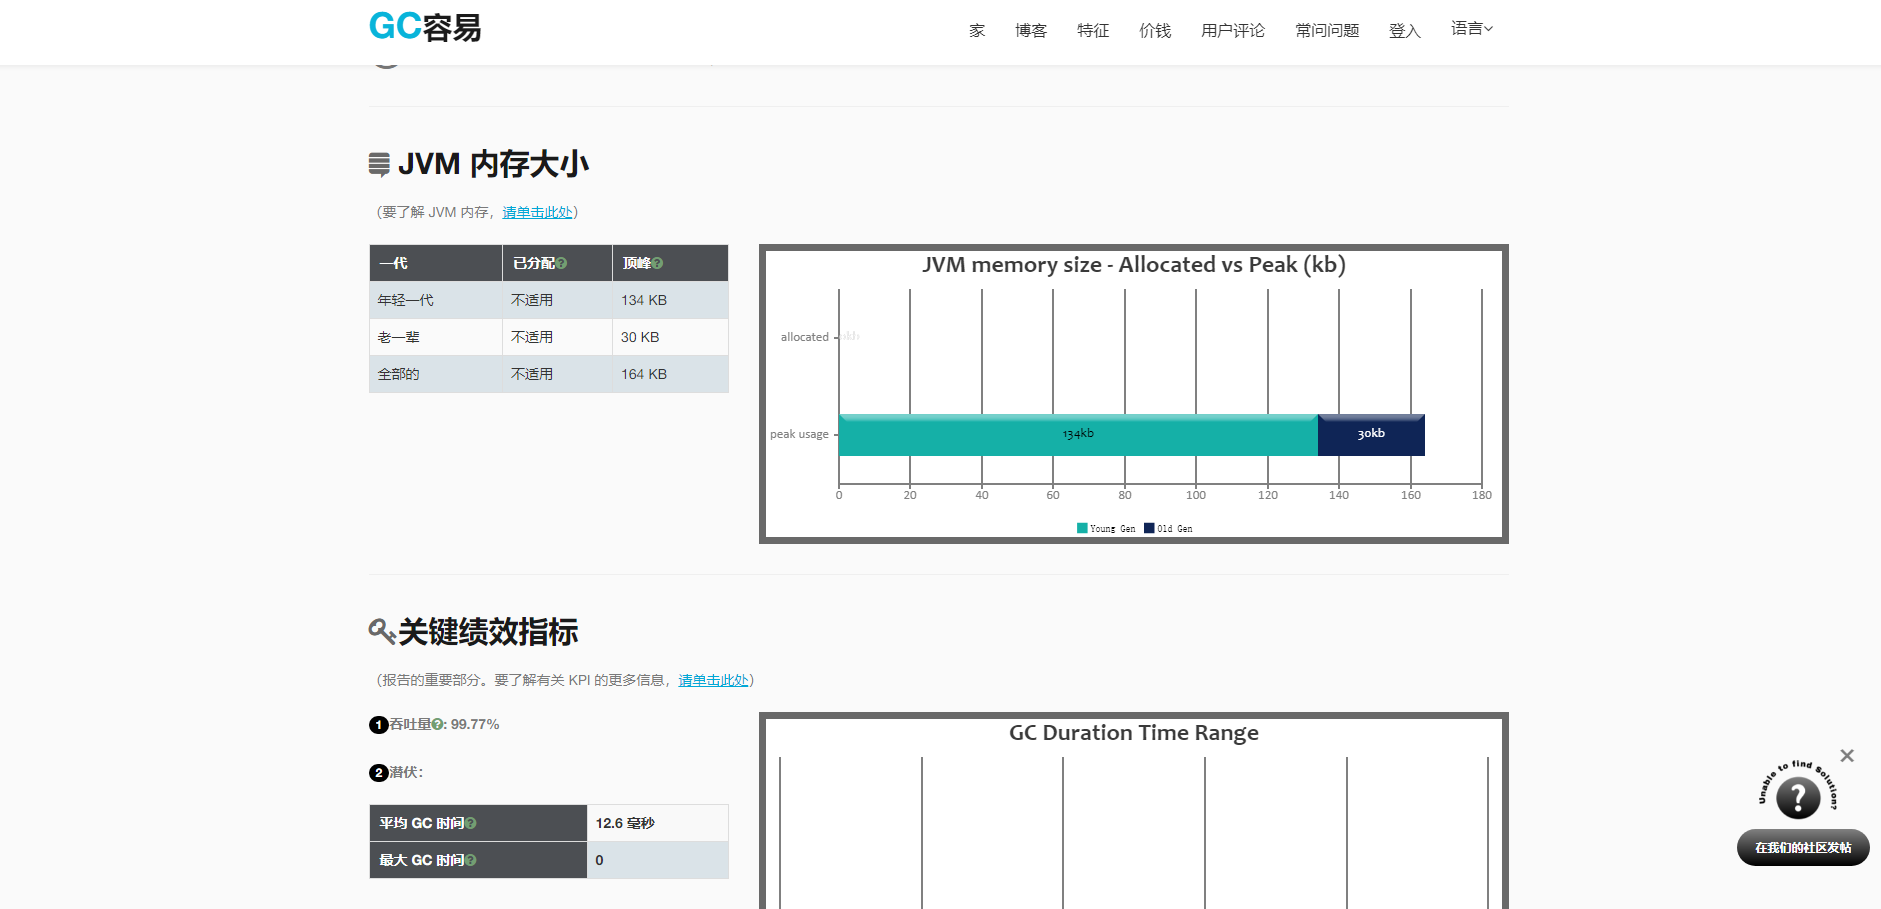 GC容易
家 博客 特征 价钱 用户评论 常问问题 登入 语言
JVM 内存大小
（要了解 JVM 内存，请单击此处）
一代 已分配 顶峰
年轻一代 不适用 134 KB
老一辈 不适用 30 KB
全部的 不适用 164 KB
JVM memory size - Allocated vs Peak (kb)
allocated 0kb
peak usage 134kb 30kb
0 20 40 60 80 100 120 140 160 180
Young Gen Old Gen
关键绩效指标
（报告的重要部分。要了解有关 KPI 的更多信息，请单击此处）
1 吞吐量: 99.77%
2 潜伏：
平均 GC 时间 12.6 毫秒
最大 GC 时间 0
GC Duration Time Range
Unable to find Solution?
在我们的社区发帖